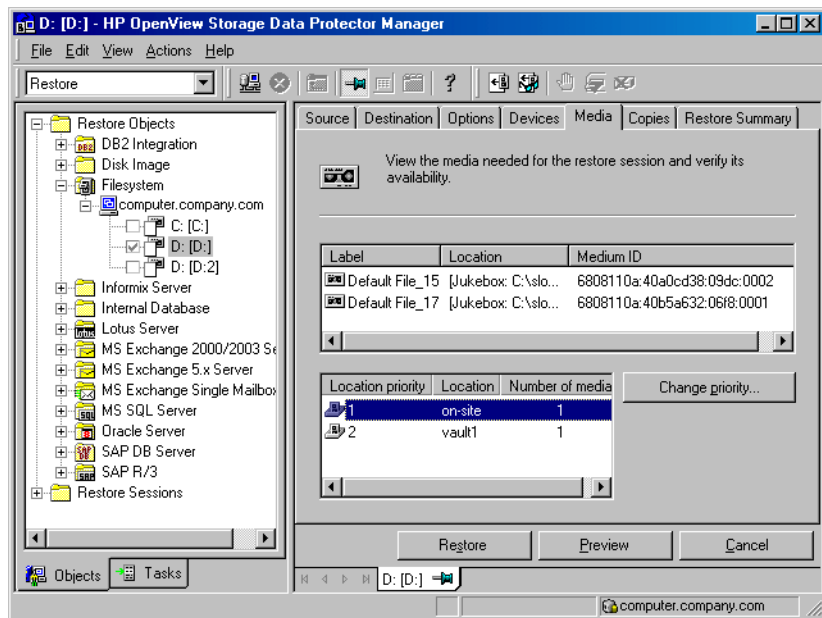 D: [D:] - HP OpenView Storage Data Protector Manager
File Edit View Actions Help
Restore
Restore Objects
DB2 Integration
Disk Image
Filesystem
computer.company.com
C: [C:]
D: [D:]
D: [D:2]
Informix Server
Internal Database
Lotus Server
MS Exchange 2000/2003 Se
MS Exchange 5.x Server
MS Exchange Single Mailbox
MS SQL Server
Oracle Server
SAP DB Server
SAP R/3
Restore Sessions
Objects Tasks
Source Destination Options Devices Media Copies Restore Summary
View the media needed for the restore session and verify its
availability.
Label Location Medium ID
Default File_15 [Jukebox: C:\slo... 6808110a:40a0cd38:09dc:0002
Default File_17 [Jukebox: C:\slo... 6808110a:40b5a632:06f8:0001
Location priority Location Number of media
1 on-site 1
2 vault1 1
Change priority...
Restore Preview Cancel
D: [D:]
computer.company.com